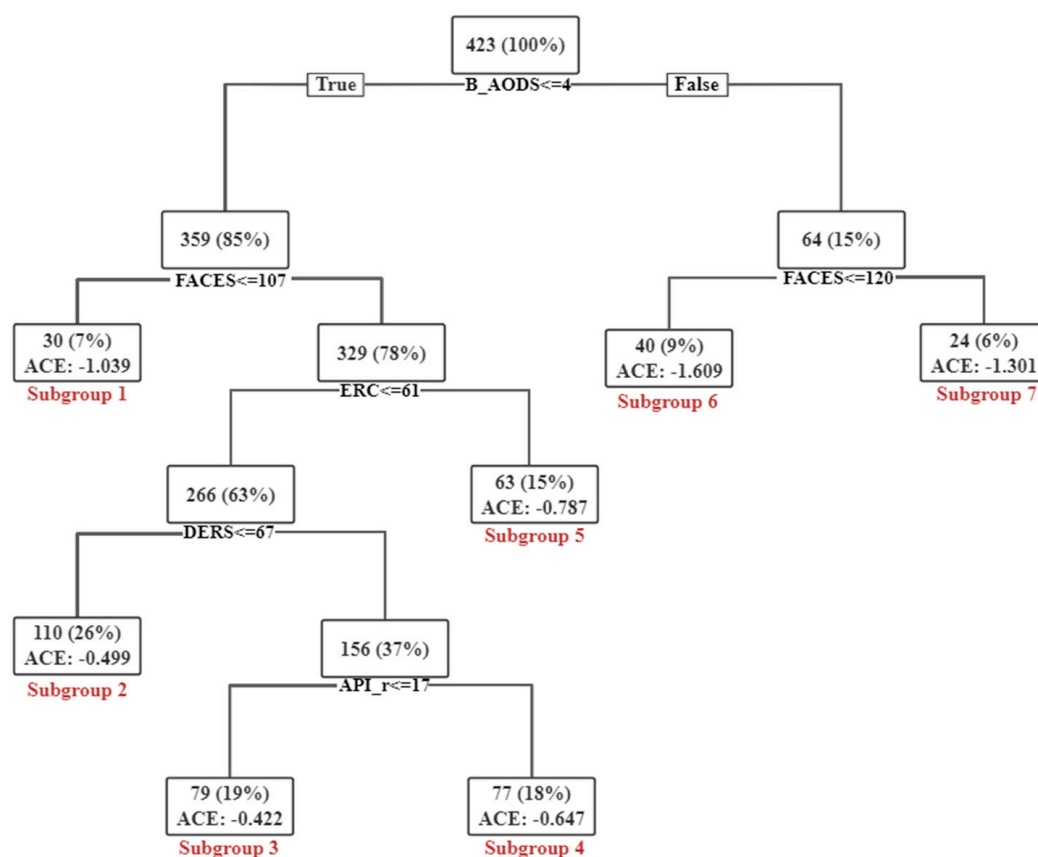 423 (100%)
True
B_AODS<=4
False
359 (85%)
FACES<=107
64 (15%)
FACES<=120
30 (7%)
ACE: -1.039
Subgroup 1
329 (78%)
ERC<=61
40 (9%)
ACE: -1.609
Subgroup 6
24 (6%)
ACE: -1.301
Subgroup 7
266 (63%)
DERS<=67
63 (15%)
ACE: -0.787
Subgroup 5
110 (26%)
ACE: -0.499
Subgroup 2
156 (37%)
API_r<=17
79 (19%)
ACE: -0.422
Subgroup 3
77 (18%)
ACE: -0.647
Subgroup 4